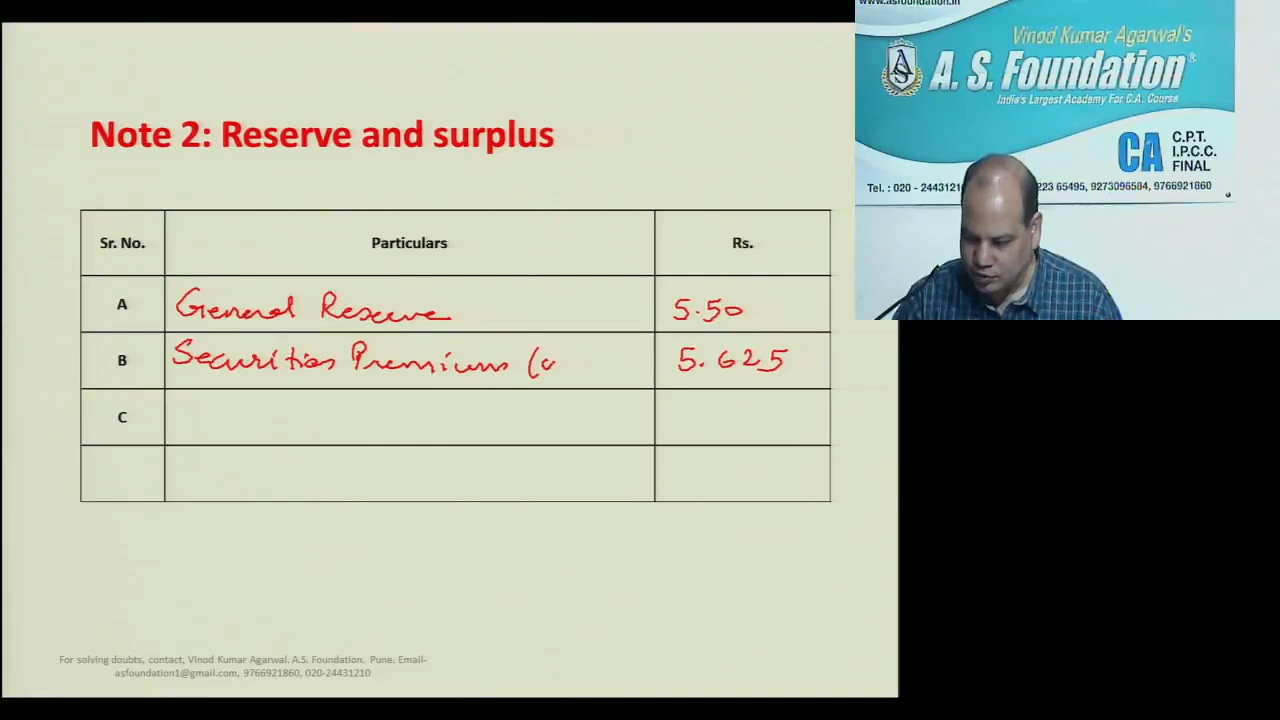 www.asfoundation.in
Vinod Kumar Agarwal's
A. S. Foundation®
India's Largest Academy For C.A. Course
CA C.P.T.
I.P.C.C.
FINAL
Tel. : 020 - 2443121 223 65495, 9273096584, 9766921860
Note 2: Reserve and surplus
Sr. No. Particulars Rs.
A General Reserve 5.50
B Securities Premium ( 5.625
C
For solving doubts, contact, Vinod Kumar Agarwal. A.S. Foundation. Pune. Email-
asfoundation1@gmail.com, 9766921860, 020-24431210